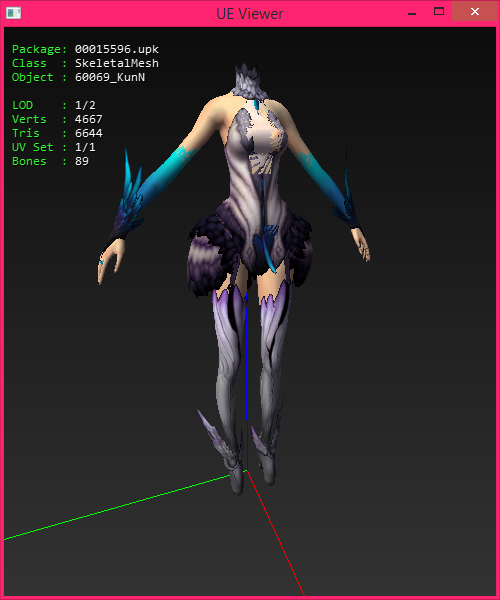 UE Viewer
Package: 00015596.upk
Class  : SkeletalMesh
Object : 60069_KunN
LOD    : 1/2
Verts  : 4667
Tris   : 6644
UV Set : 1/1
Bones  : 89